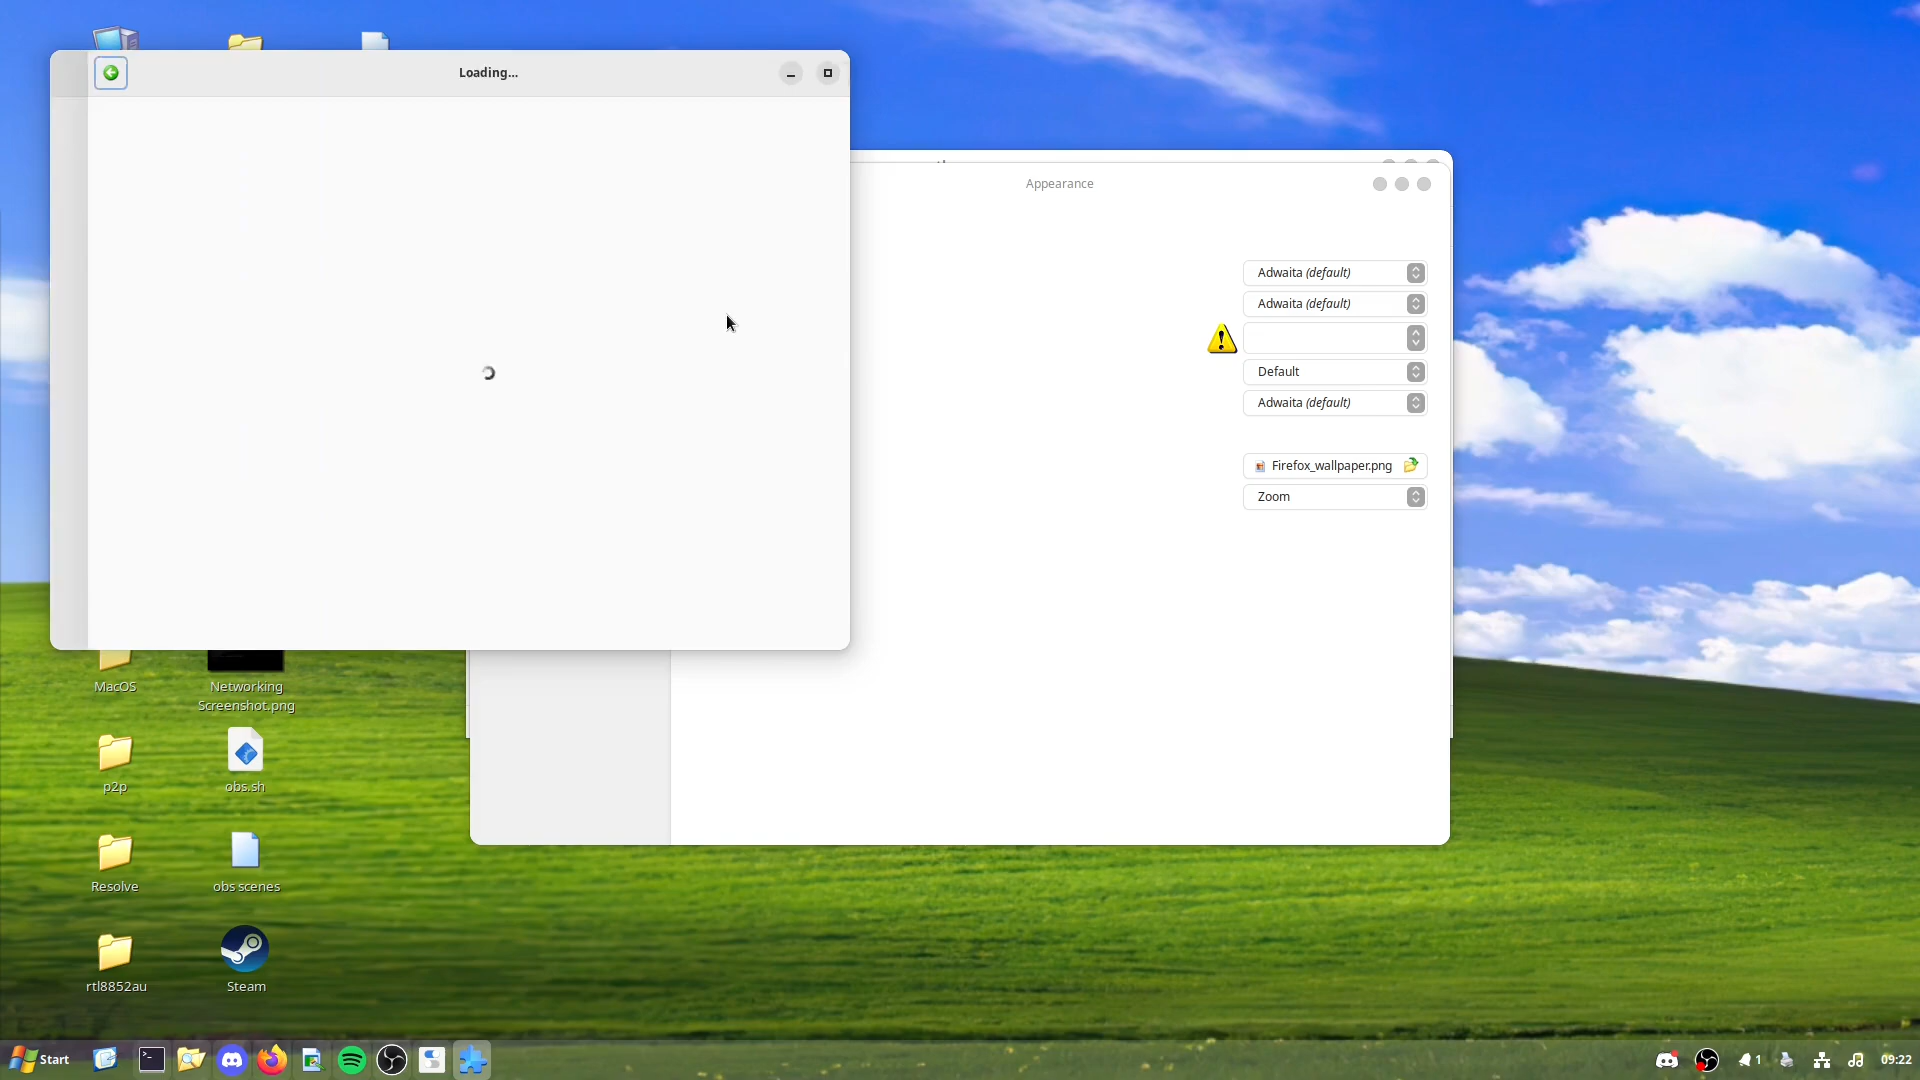 Loading...
Appearance
Adwaita (default)
Adwaita (default)
Default
Adwaita (default)
Firefox_wallpaper.png
Zoom
MacOS
Networking
Screenshot.png
p2p
obs.sh
Resolve
obs scenes
rtl8852au
Steam
Start
1
09:22